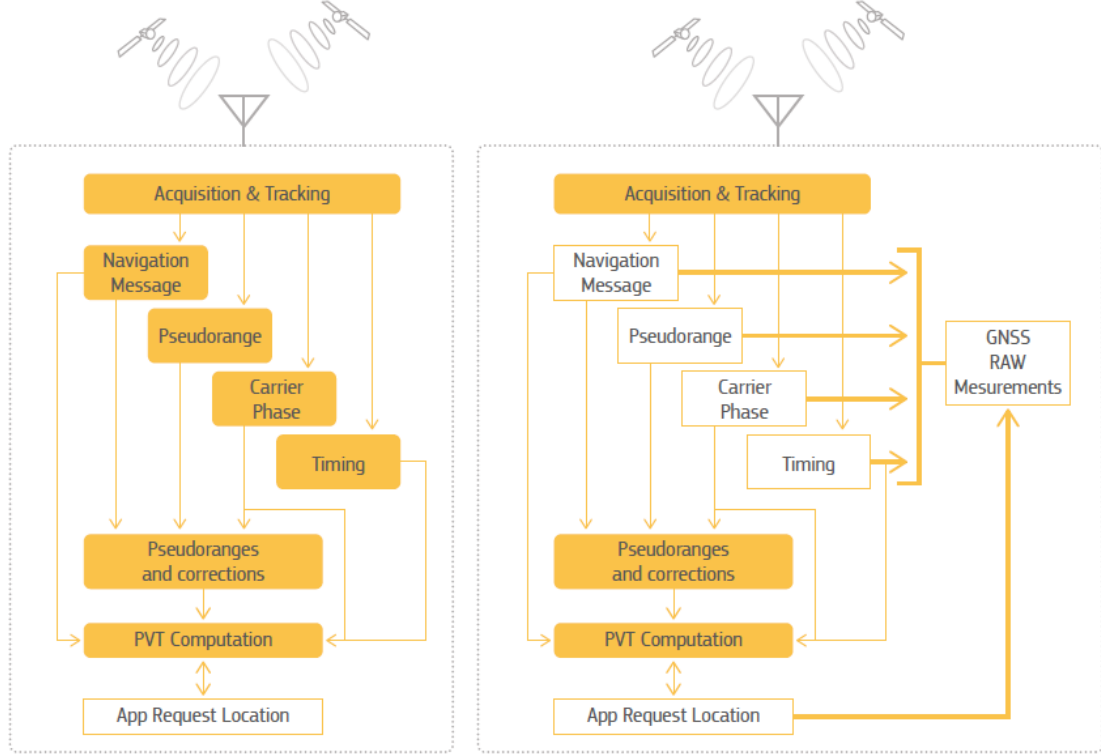 Acquisition & Tracking
Navigation
Message
Pseudorange
Carrier
Phase
Timing
Pseudoranges
and corrections
PVT Computation
App Request Location
Acquisition & Tracking
Navigation
Message
Pseudorange
Carrier
Phase
Timing
GNSS
RAW
Mesurements
Pseudoranges
and corrections
PVT Computation
App Request Location